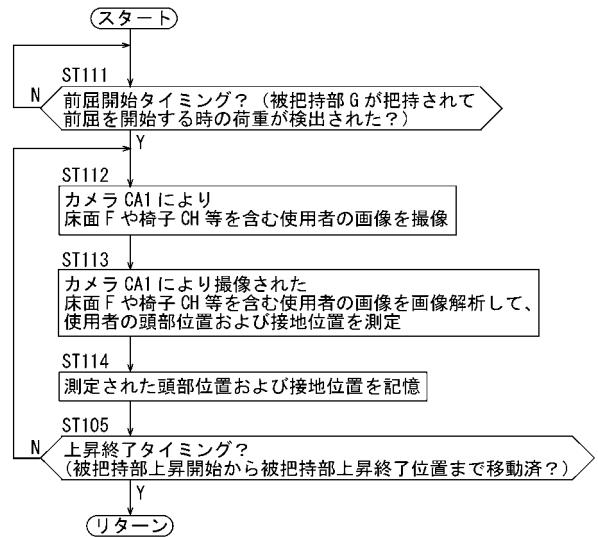 スタート
ST111
N
前屈開始タイミング？（被把持部Gが把持されて
前屈を開始する時の荷重が検出された？）
Y
ST112
カメラCA1により
床面Fや椅子CH等を含む使用者の画像を撮像
ST113
カメラCA1により撮像された
床面Fや椅子CH等を含む使用者の画像を画像解析して、
使用者の頭部位置および接地位置を測定
ST114
測定された頭部位置および接地位置を記憶
ST105
N
上昇終了タイミング？
（被把持部上昇開始から被把持部上昇終了位置まで移動済？）
Y
リターン